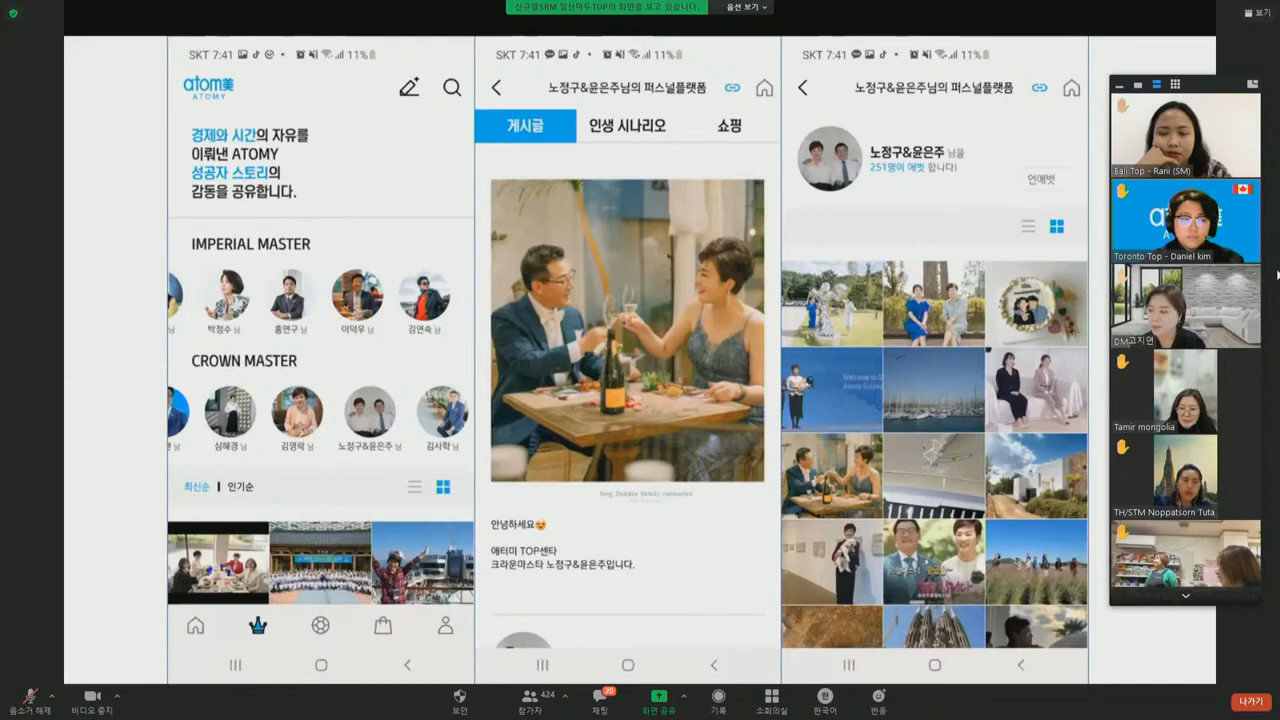 신규열SRM 일산마두TOP의 화면을 보고 있습니다.
옵션 보기
보기
SKT 7:41
11%
atom美
ATOMY
경제와 시간의 자유를
이뤄낸 ATOMY
성공자 스토리의
감동을 공유합니다.
IMPERIAL MASTER
님
박정수 님
홍연구 님
이덕우 님
김연숙 님
CROWN MASTER
님
심혜경 님
김영락 님
노정구&윤은주 님
김사학 님
최신순 | 인기순
SKT 7:41
11%
노정구&윤은주님의 퍼스널플랫폼
게시글
인생 시나리오
쇼핑
안녕하세요😍
애터미 TOP센타
크라운마스타 노정구&윤은주입니다.
SKT 7:41
11%
노정구&윤은주님의 퍼스널플랫폼
노정구&윤은주 님을
251명이 애벗 합니다!
언애벗
Bali Top - Rani (SM)
Toronto Top - Daniel kim
DM고지연
Tamir mongolia
TH/STM Noppatsorn Tuta
음소거 해제
비디오 중지
보안
424
참가자
20
채팅
화면 공유
기록
소회의실
한
한국어
반응
나가기